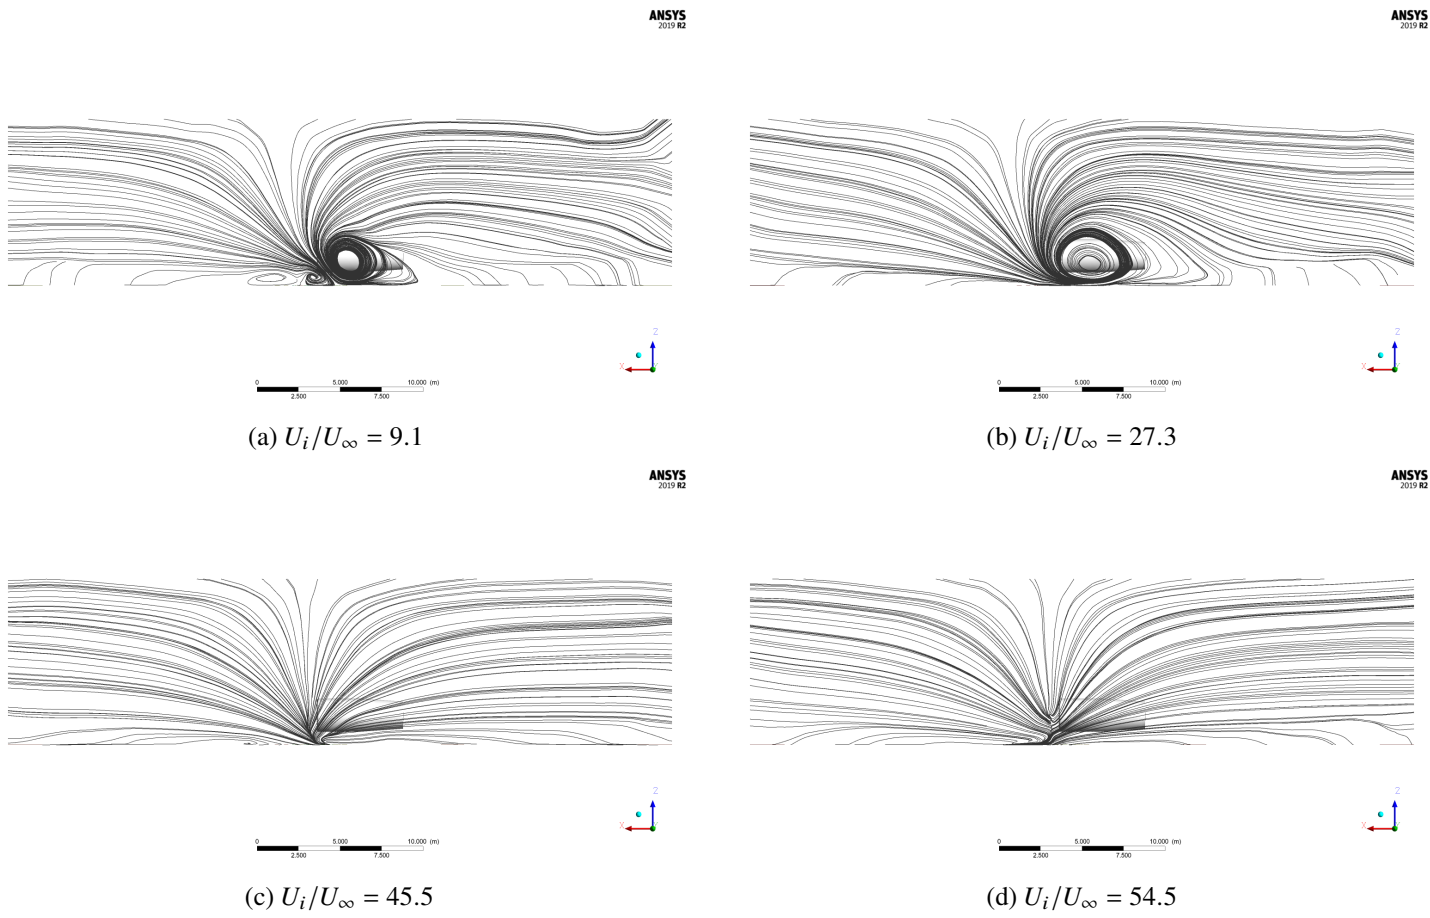 ANSYS
2019 R2
ANSYS
2019 R2
Z
X
0 5.000 10.000 (m)
2.500 7.500
(a) U_i/U_∞ = 9.1
Z
X
0 5.000 10.000 (m)
2.500 7.500
(b) U_i/U_∞ = 27.3
ANSYS
2019 R2
ANSYS
2019 R2
Z
X
0 5.000 10.000 (m)
2.500 7.500
(c) U_i/U_∞ = 45.5
Z
X
0 5.000 10.000 (m)
2.500 7.500
(d) U_i/U_∞ = 54.5